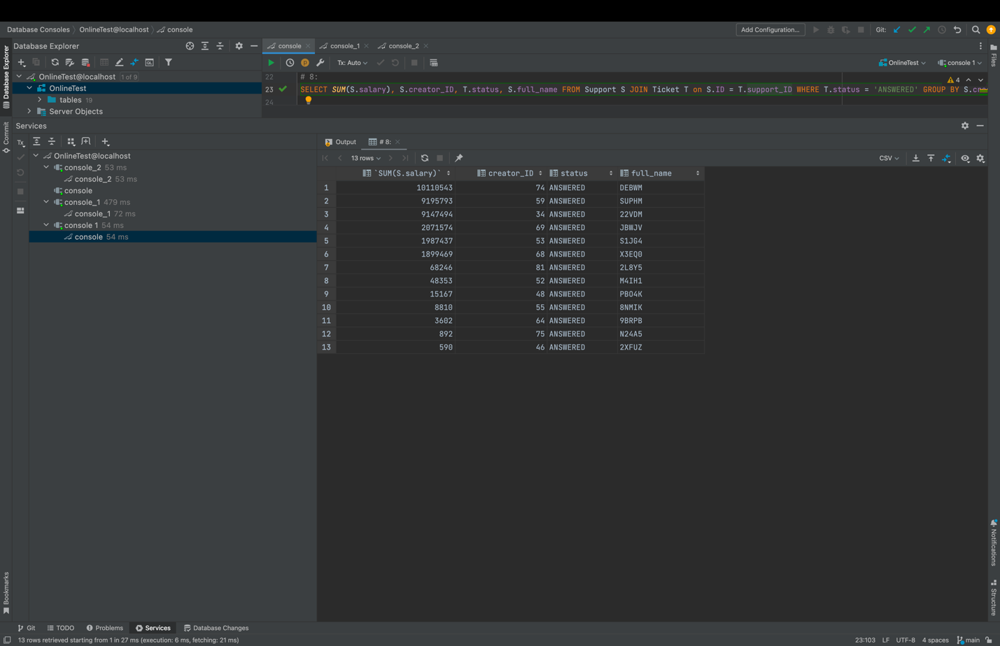 Database Consoles OnlineTest@localhost console Add Configuration... Git:
Database Explorer console console_1 console_2
Tx: Auto OnlineTest console 1
OnlineTest@localhost 1 of 9
OnlineTest
tables 19
Server Objects
22 # 8:
4
23 SELECT SUM(S.salary), S.creator_ID, T.status, S.full_name FROM Support S JOIN Ticket T on S.ID = T.support_ID WHERE T.status = 'ANSWERED' GROUP BY
24
Services
Tx
OnlineTest@localhost
console_2 53 ms
console_2 53 ms
console
console_1 479 ms
console_1 72 ms
console 1 54 ms
console 54 ms
Output # 8:
13 rows CSV
`SUM(S.salary)` creator_ID status full_name
1 10110543 74 ANSWERED DEBWM
2 9195793 59 ANSWERED SUPHM
3 9147494 34 ANSWERED 22VDM
4 2071574 69 ANSWERED JBWJV
5 1987437 53 ANSWERED S1JG4
6 1899469 68 ANSWERED X3EQ0
7 68246 81 ANSWERED 2L8Y5
8 48353 52 ANSWERED M4IH1
9 15167 48 ANSWERED PBO4K
10 8810 55 ANSWERED 8NMIK
11 3602 64 ANSWERED 9BRPB
12 892 75 ANSWERED N24A5
13 590 46 ANSWERED 2XFUZ
Database Explorer
Commit
Bookmarks
Files
Notifications
Structure
Git TODO Problems Services Database Changes
13 rows retrieved starting from 1 in 27 ms (execution: 6 ms, fetching: 21 ms) 23:103 LF UTF-8 4 spaces main